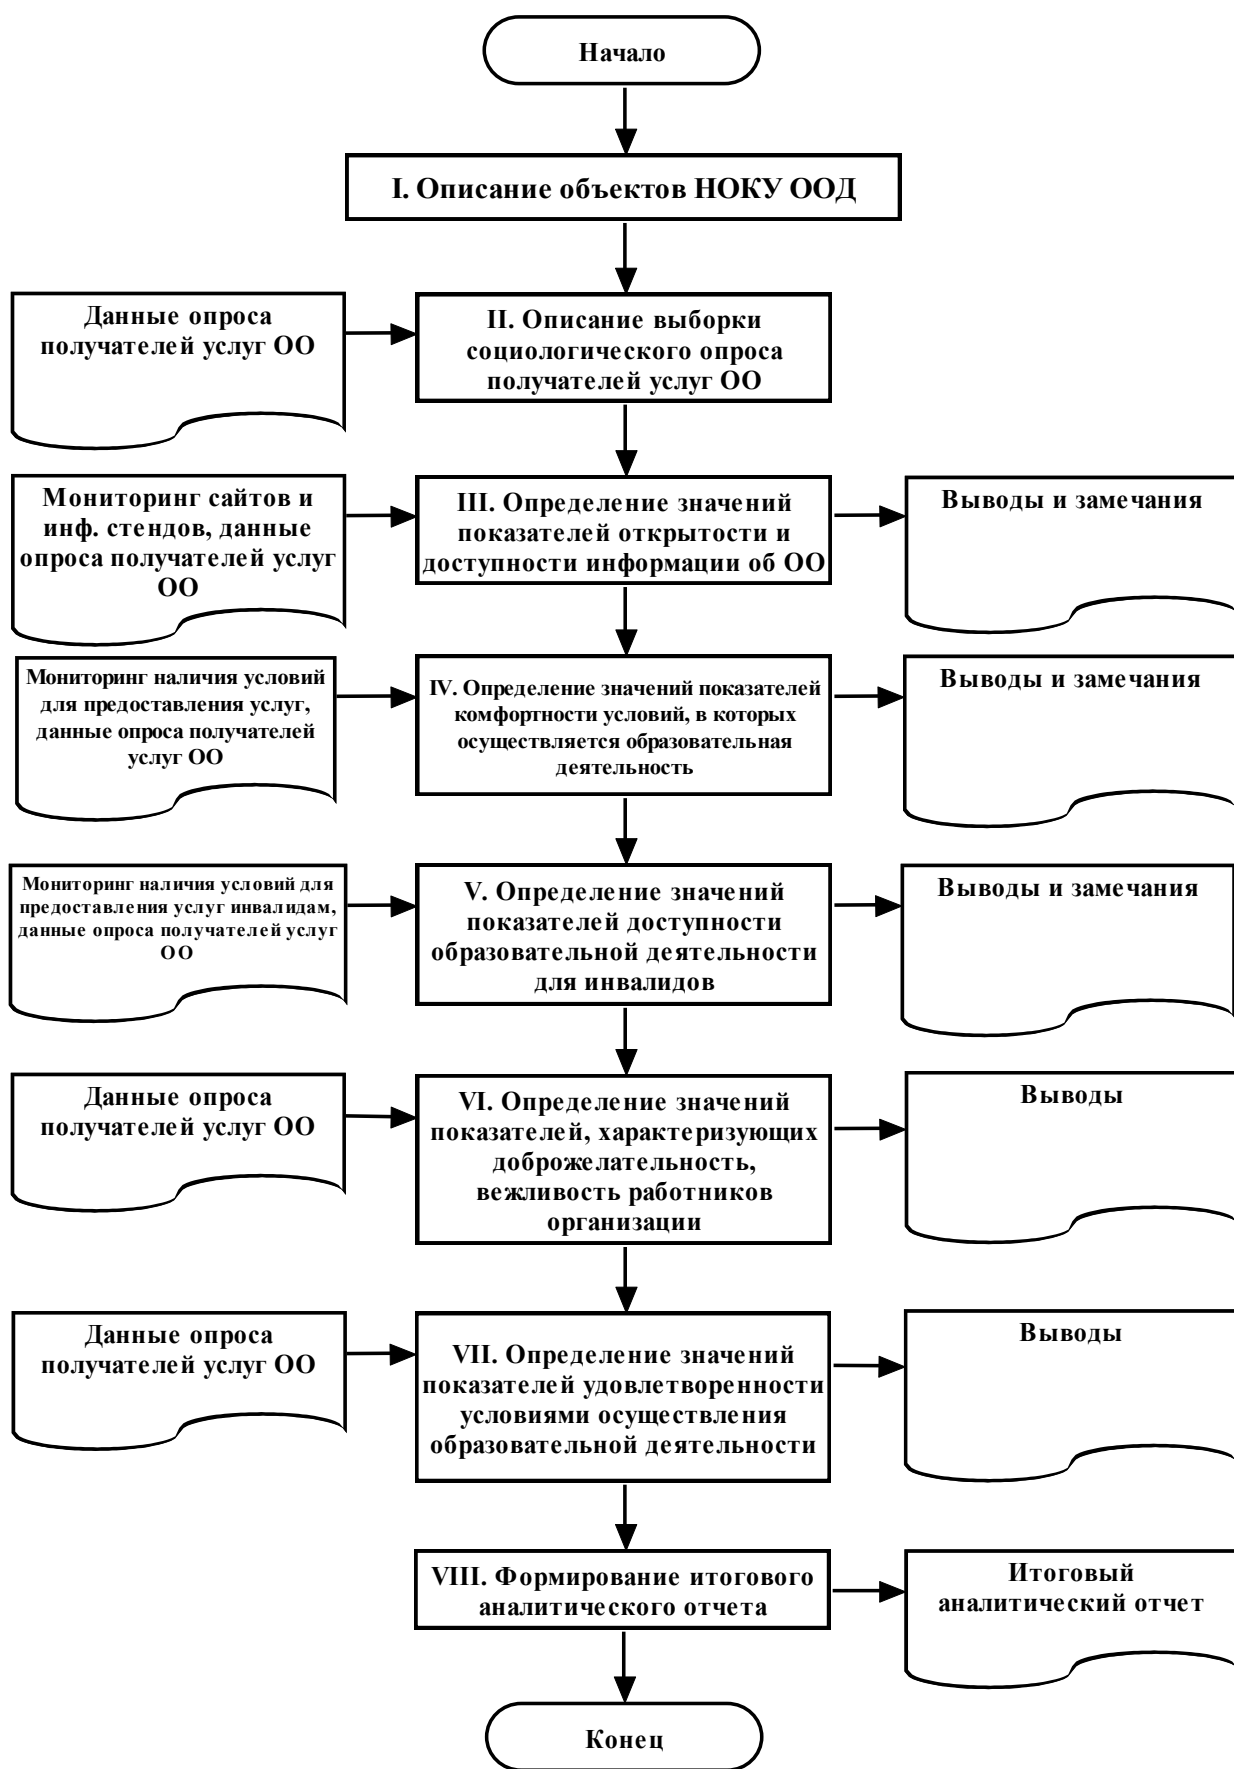 Начало
I. Описание объектов НОКУ ООД
Данные опроса
получателей услуг ОО
II. Описание выборки
социологического опроса
получателей услуг ОО
Мониторинг сайтов и
инф. стендов, данные
опроса получателей услуг
ОО
III. Определение значений
показателей открытости и
доступности информации об ОО
Выводы и замечания
Мониторинг наличия условий
для предоставления услуг,
данные опроса получателей
услуг ОО
IV. Определение значений показателей
комфортности условий, в которых
осуществляется образовательная
деятельность
Выводы и замечания
Мониторинг наличия условий для
предоставления услуг инвалидам,
данные опроса получателей услуг
ОО
V. Определение значений
показателей доступности
образовательной деятельности
для инвалидов
Выводы и замечания
Данные опроса
получателей услуг ОО
VI. Определение значений
показателей, характеризующих
доброжелательность,
вежливость работников
организации
Выводы
Данные опроса
получателей услуг ОО
VII. Определение значений
показателей удовлетворенности
условиями осуществления
образовательной деятельности
Выводы
VIII. Формирование итогового
аналитического отчета
Итоговый
аналитический отчет
Конец